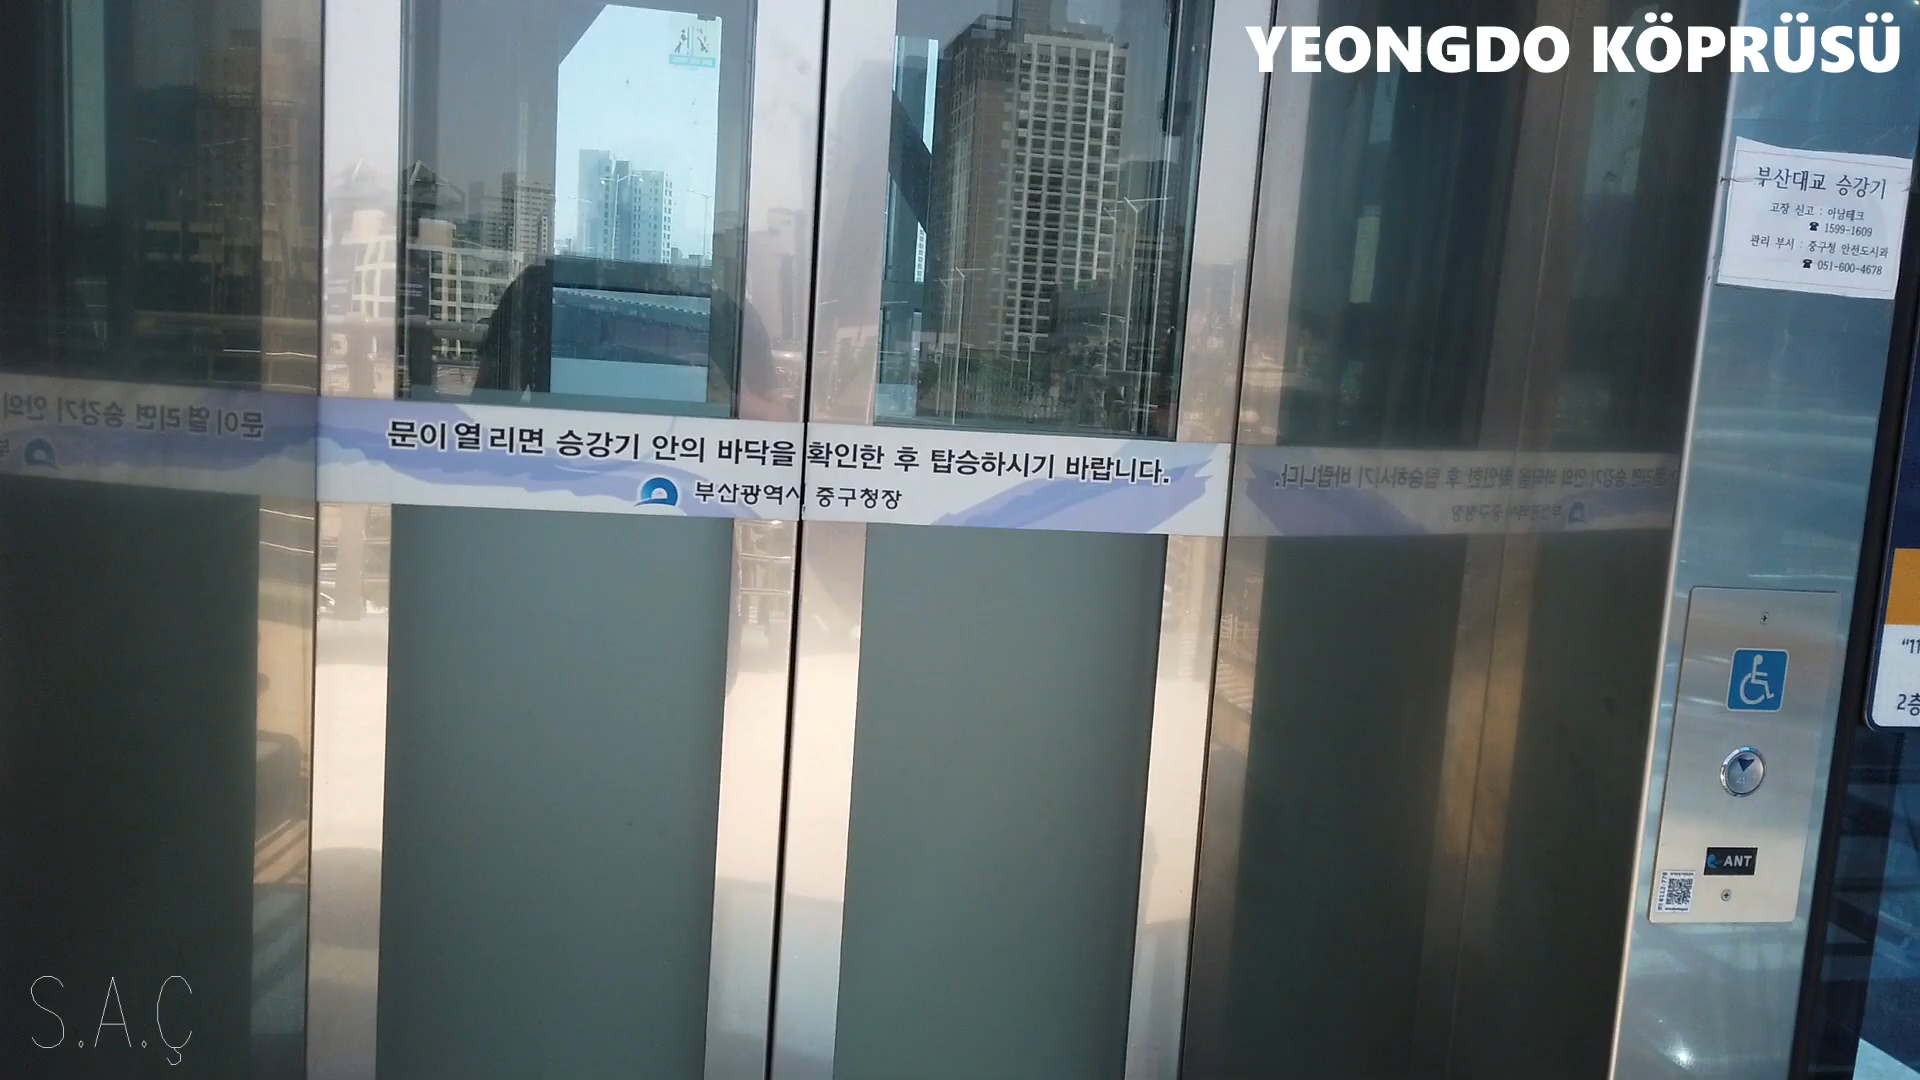 YEONGDO KÖPRÜSÜ
부산대교 승강기
고장 신고 : 아남테크
☎ 1599-1609
관리 부서 : 중구청 안전도시과
☎ 051-600-4678
문이 열리면 승강기 안의 바닥을 확인한 후 탑승하시기 바랍니다.
부산광역시 중구청장
"11
2층
ANT
S.A.Ç